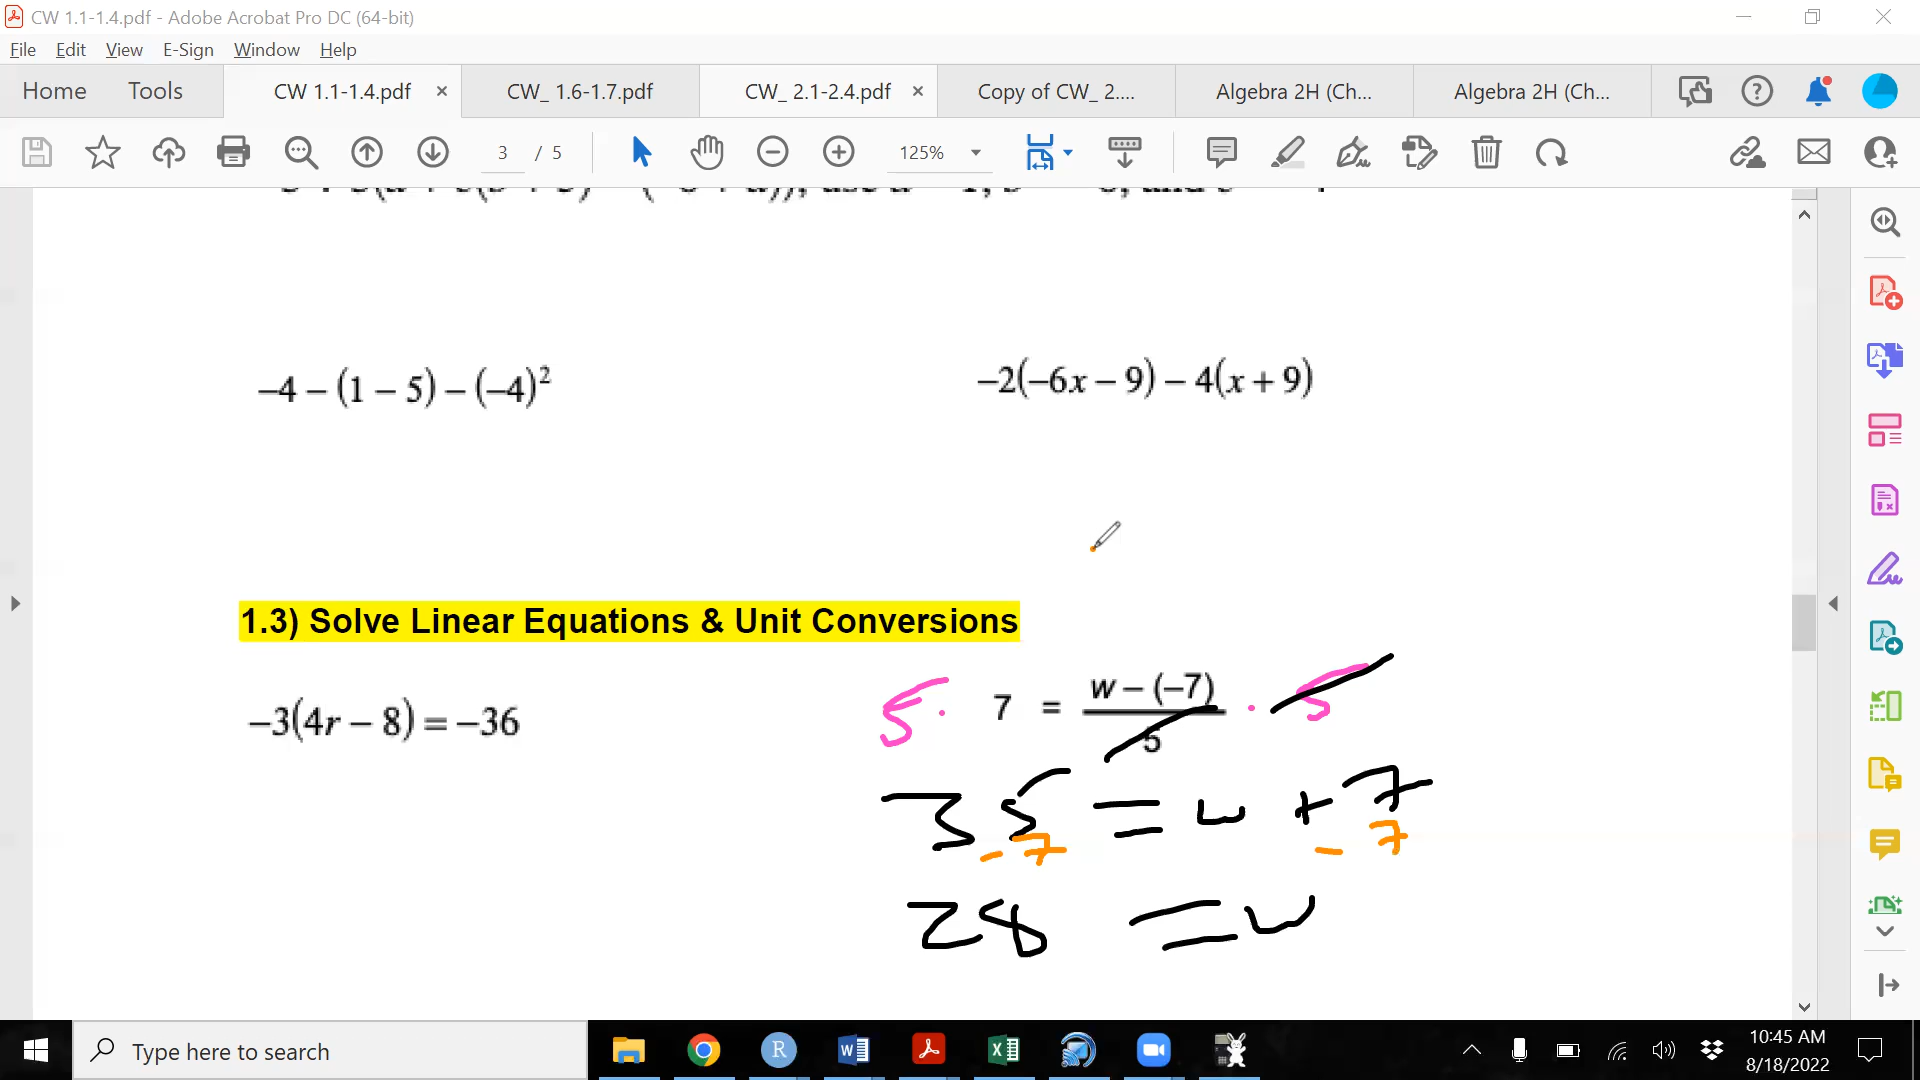 CW 1.1-1.4.pdf - Adobe Acrobat Pro DC (64-bit)
File Edit View E-Sign Window Help
Home Tools CW 1.1-1.4.pdf × CW_ 1.6-1.7.pdf CW_ 2.1-2.4.pdf × Copy of CW_ 2.... Algebra 2H (Ch... Algebra 2H (Ch...
3 / 5 125%
−4 − (1 − 5) − (−4)²
−2(−6x − 9) − 4(x + 9)
1.3) Solve Linear Equations & Unit Conversions
−3(4r − 8) = −36
5 · 7 = w − (−7) / 5 · 5
35 = w + 7
- 7 - 7
28 = w
Type here to search
10:45 AM
8/18/2022